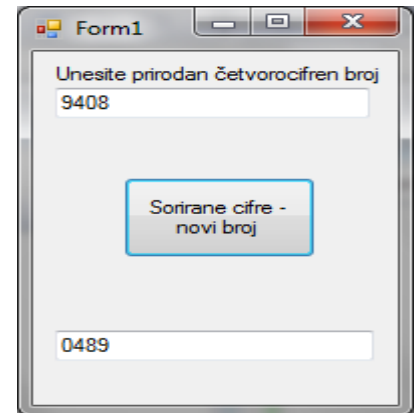 Form1
Unesite prirodan četvorocifren broj
9408
Sorirane cifre -
novi broj
0489